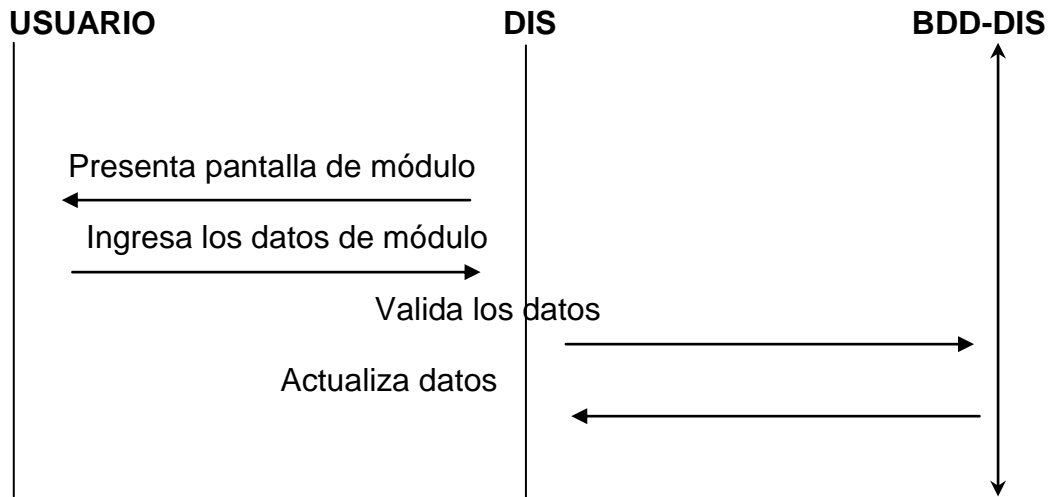 USUARIO DIS BDD-DIS
Presenta pantalla de módulo
Ingresa los datos de módulo
Valida los datos
Actualiza datos